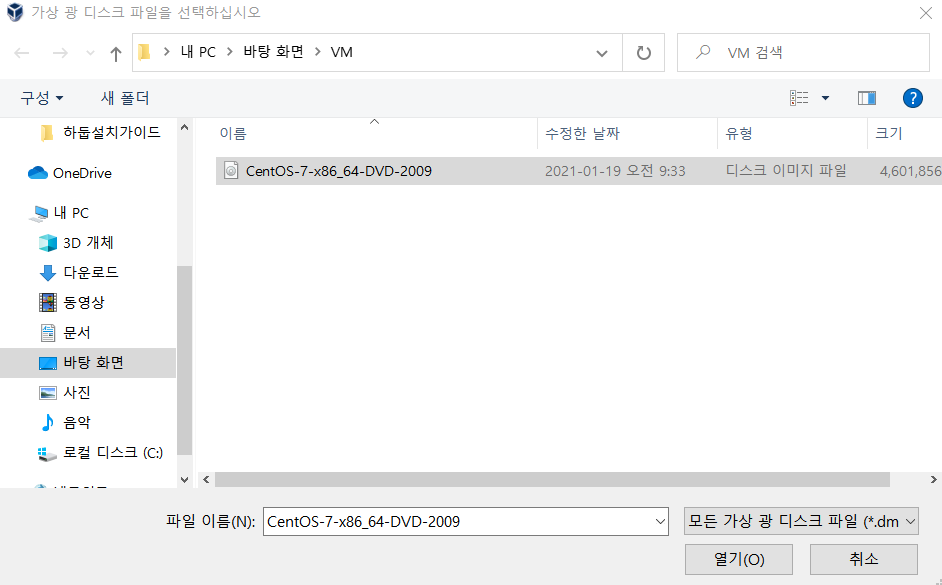 가상 광 디스크 파일을 선택하십시오
내 PC > 바탕 화면 > VM
VM 검색
구성
새 폴더
이름
수정한 날짜
유형
크기
하둡설치가이드
CentOS-7-x86_64-DVD-2009
2021-01-19 오전 9:33
디스크 이미지 파일
4,601,856
OneDrive
내 PC
3D 개체
다운로드
동영상
문서
바탕 화면
사진
음악
로컬 디스크 (C:)
파일 이름(N):
CentOS-7-x86_64-DVD-2009
모든 가상 광 디스크 파일 (*.dm
열기(O)
취소